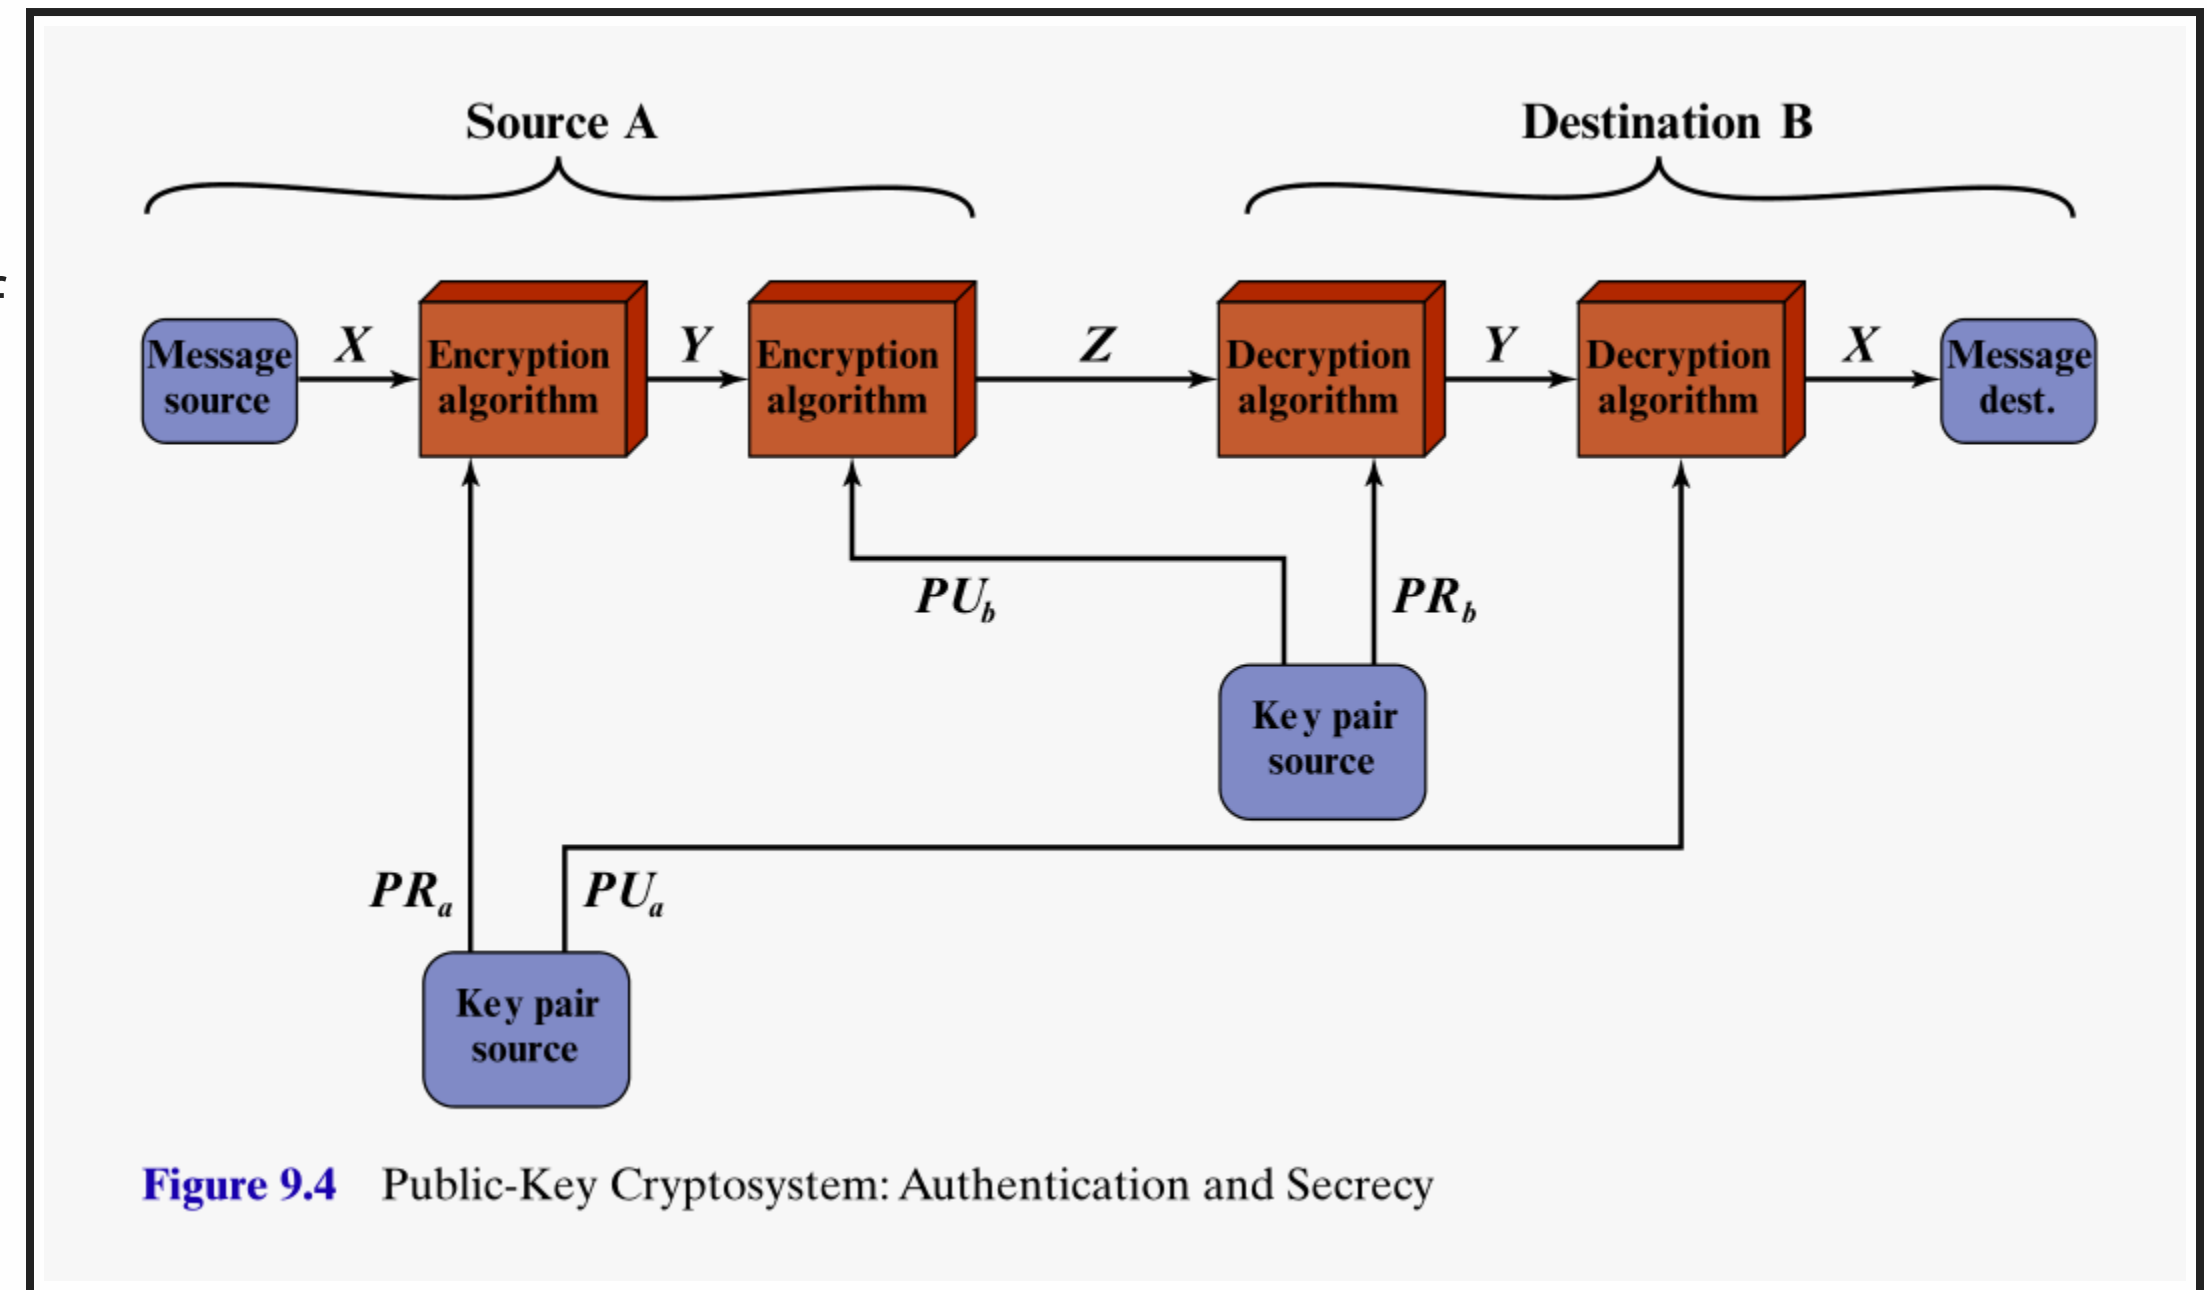 Source A
Destination B
Message
source
X
Encryption
algorithm
Y
Encryption
algorithm
Z
Decryption
algorithm
Y
Decryption
algorithm
X
Message
dest.
PUb
PRb
Key pair
source
PRa
PUa
Key pair
source
Figure 9.4 Public-Key Cryptosystem: Authentication and Secrecy